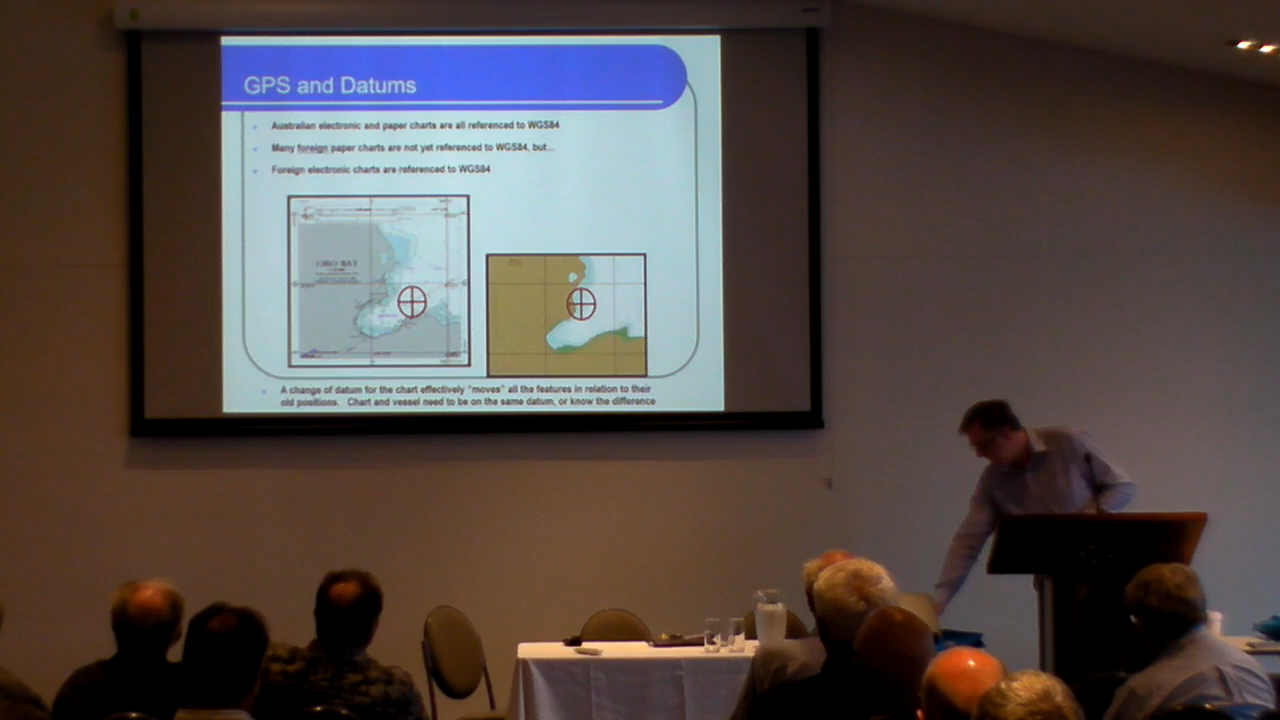 GPS and Datums
Australian electronic and paper charts are all referenced to WGS84
Many foreign paper charts are not yet referenced to WGS84, but...
Foreign electronic charts are referenced to WGS84
ORO BAY
A change of datum for the chart effectively "moves" all the features in relation to their
old positions. Chart and vessel need to be on the same datum, or know the difference